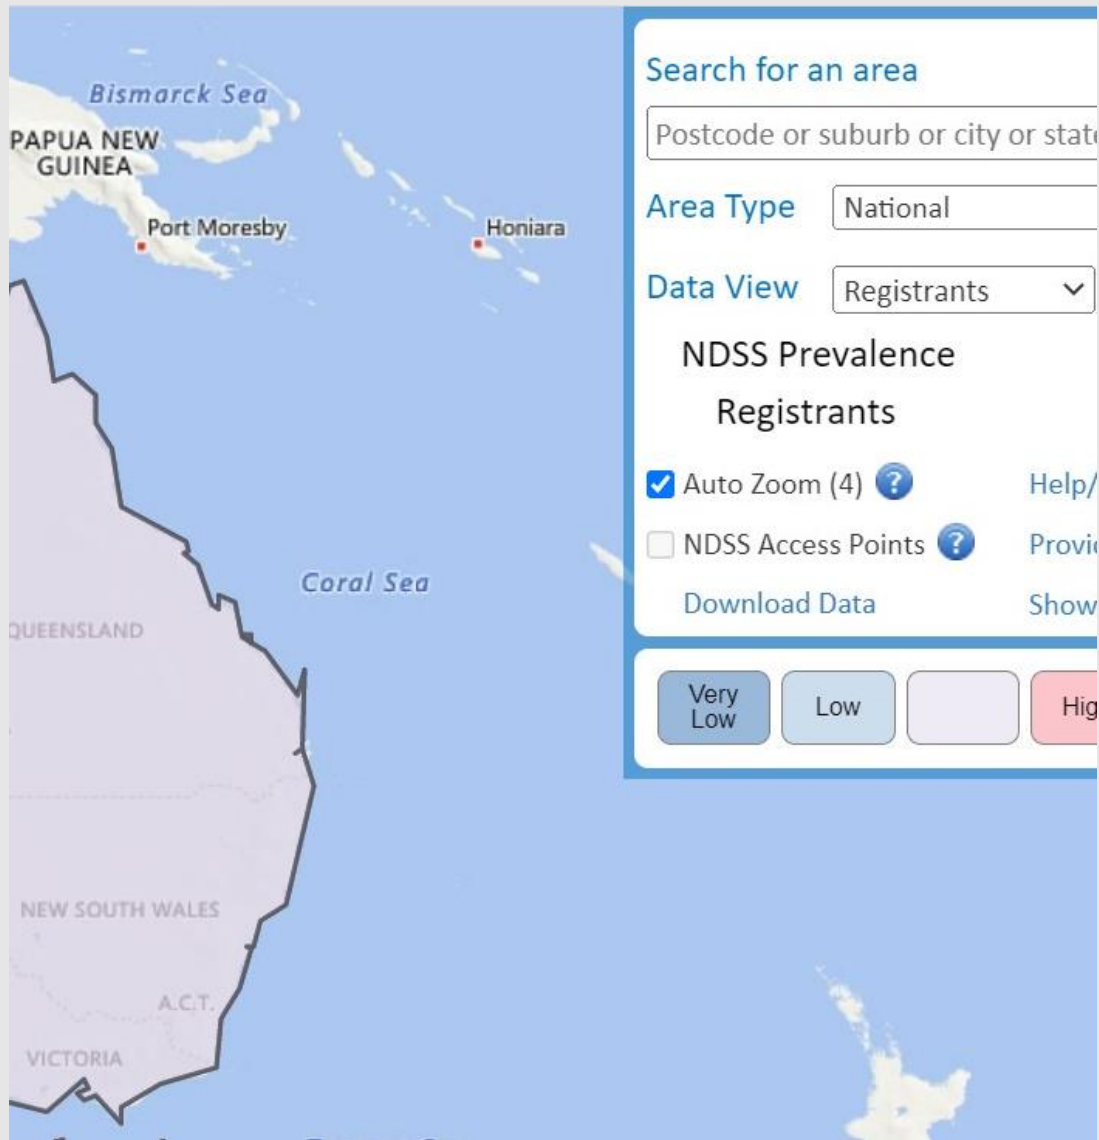 Bismarck Sea
PAPUA NEW
GUINEA
Port Moresby
Honiara
Coral Sea
QUEENSLAND
NEW SOUTH WALES
A.C.T.
VICTORIA
Search for an area
Postcode or suburb or city or state
Area Type
National
Data View
Registrants
NDSS Prevalence
Registrants
Auto Zoom (4) ?
Help/
NDSS Access Points ?
Provi
Download Data
Show
Very
Low
Low
Hig